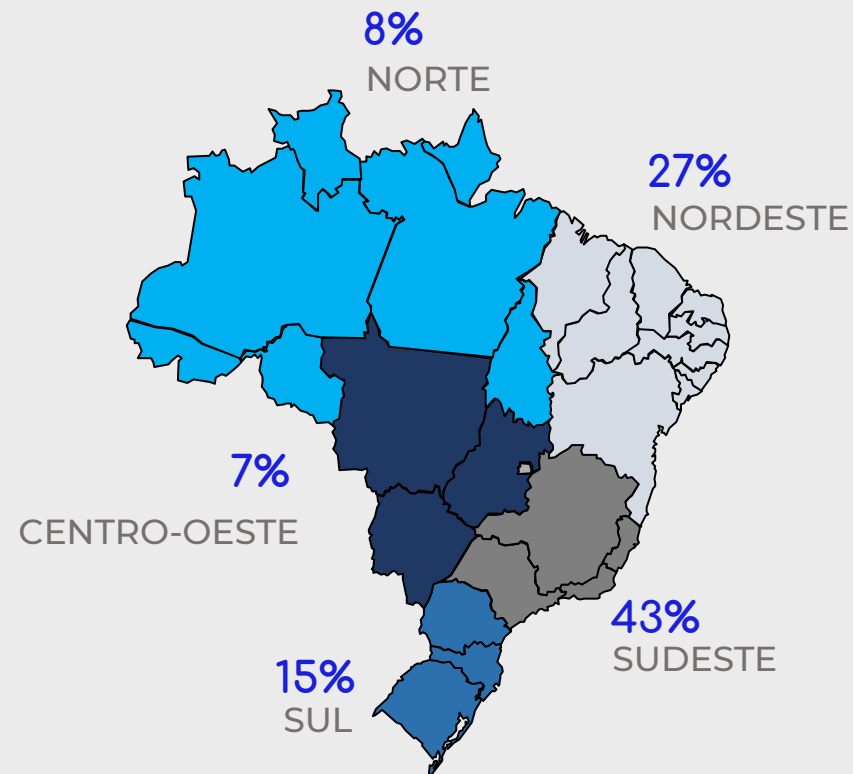 8%
NORTE
27%
NORDESTE
7%
CENTRO-OESTE
43%
SUDESTE
15%
SUL